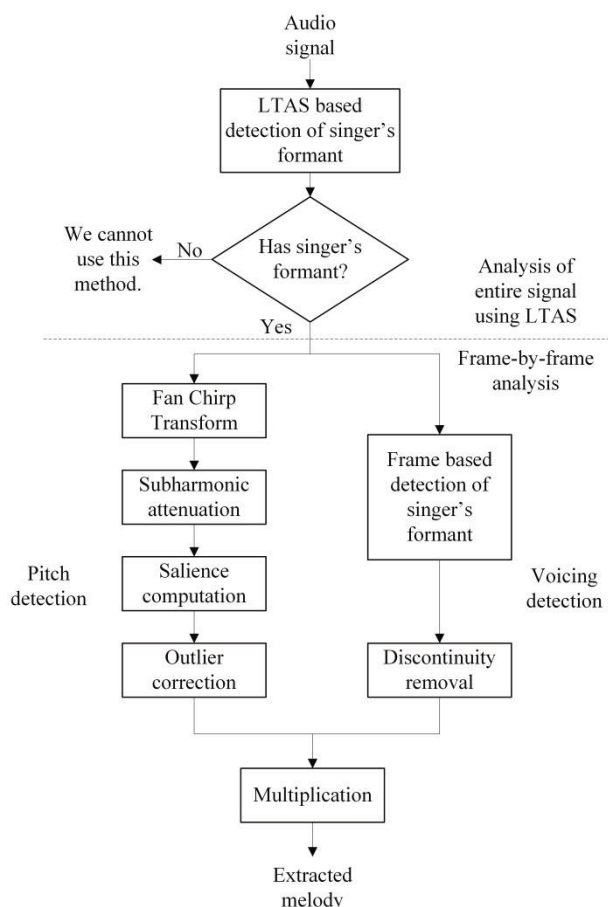 Audio
signal
LTAS based
detection of singer's
formant
We cannot
use this
method.
No
Has singer's
formant?
Yes
Analysis of
entire signal
using LTAS
Frame-by-frame
analysis
Fan Chirp
Transform
Subharmonic
attenuation
Salience
computation
Outlier
correction
Pitch
detection
Frame based
detection of
singer's
formant
Discontinuity
removal
Voicing
detection
Multiplication
Extracted
melody